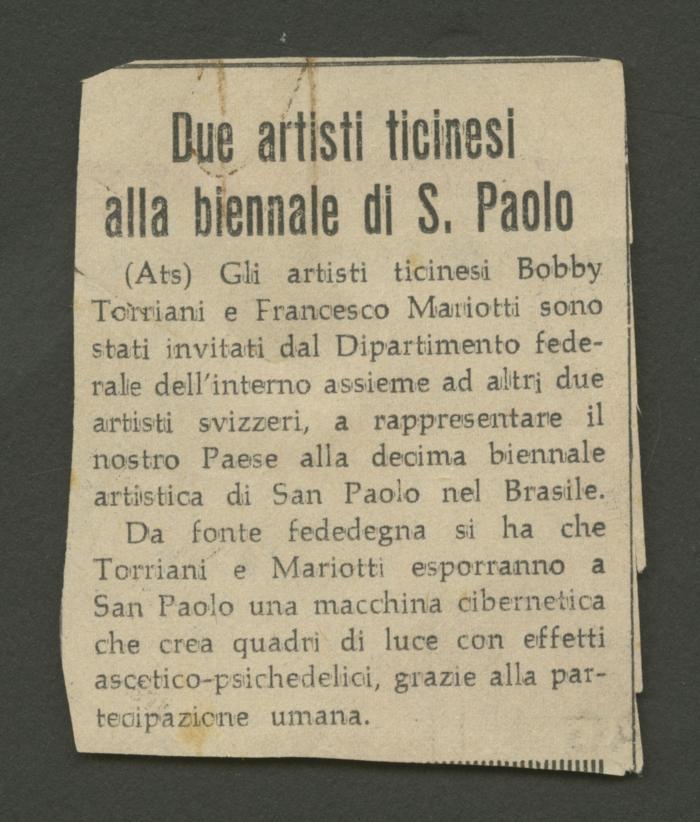 Due artisti ticinesi
alla biennale di S. Paolo
(Ats) Gli artisti ticinesi Bobby
Torriani e Francesco Mariotti sono
stati invitati dal Dipartimento fede-
rale dell'interno assieme ad altri due
artisti svizzeri, a rappresentare il
nostro Paese alla decima biennale
artistica di San Paolo nel Brasile.
Da fonte fededegna si ha che
Torriani e Mariotti esporranno a
San Paolo una macchina cibernetica
che crea quadri di luce con effetti
ascetico-psichedelici, grazie alla par-
tecipazione umana.